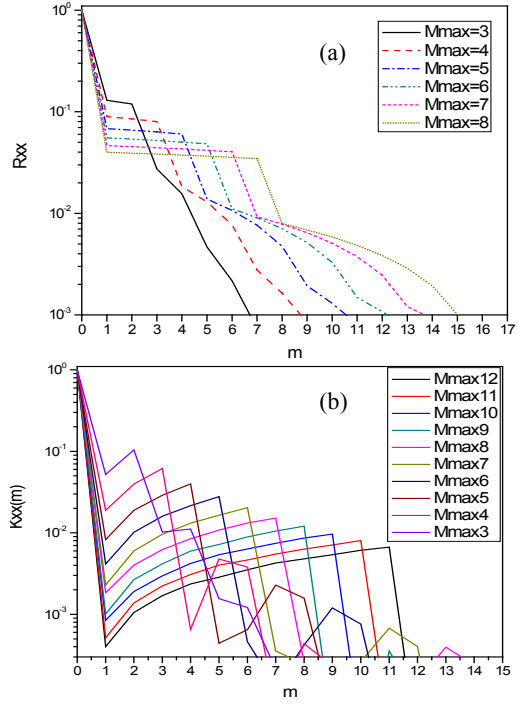 10⁰
(a)
Mmax=3
Mmax=4
Mmax=5
Mmax=6
Mmax=7
Mmax=8
10⁻¹
Rxx
10⁻²
10⁻³
0 1 2 3 4 5 6 7 8 9 10 11 12 13 14 15 16 17
m
10⁰
(b)
Mmax12
Mmax11
Mmax10
Mmax9
Mmax8
Mmax7
Mmax6
Mmax5
Mmax4
Mmax3
10⁻¹
Kxx(m)
10⁻²
10⁻³
0 1 2 3 4 5 6 7 8 9 10 11 12 13 14 15
m